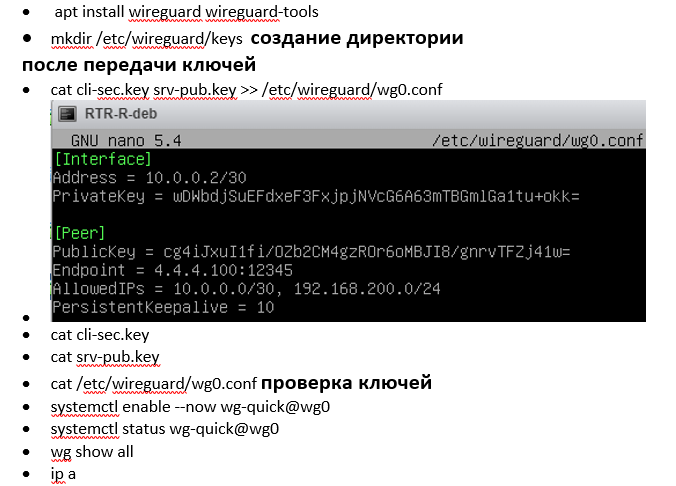 apt install wireguard wireguard-tools
mkdir /etc/wireguard/keys создание директории
после передачи ключей
cat cli-sec.key srv-pub.key >> /etc/wireguard/wg0.conf
RTR-R-deb
GNU nano 5.4 /etc/wireguard/wg0.conf
[Interface]
Address = 10.0.0.2/30
PrivateKey = wDWbdjSuEFdxeF3FxjpjNVcG6A63mTBGmlGa1tu+okk=
[Peer]
PublicKey = cg4iJxuI1fi/OZb2CM4gzROr6oMBJI8/gnrvTFZj41w=
Endpoint = 4.4.4.100:12345
AllowedIPs = 10.0.0.0/30, 192.168.200.0/24
PersistentKeepalive = 10
cat cli-sec.key
cat srv-pub.key
cat /etc/wireguard/wg0.conf проверка ключей
systemctl enable --now wg-quick@wg0
systemctl status wg-quick@wg0
wg show all
ip a